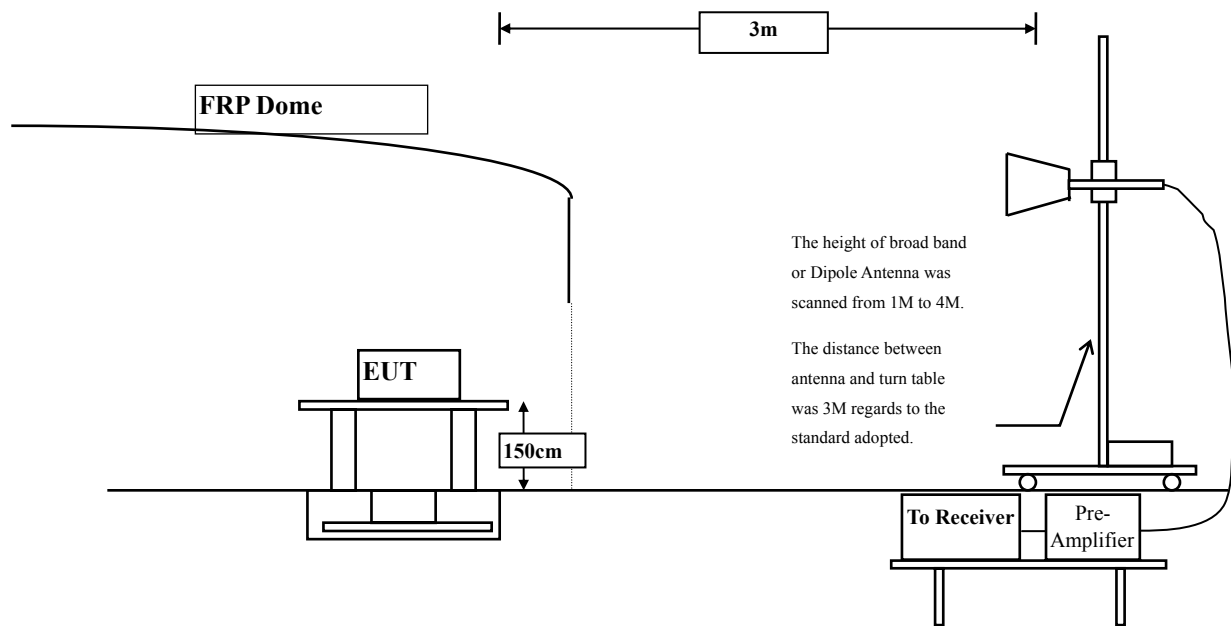 3m
FRP Dome
The height of broad band
or Dipole Antenna was
scanned from 1M to 4M.
The distance between
antenna and turn table
was 3M regards to the
standard adopted.
EUT
150cm
To Receiver
Pre-
Amplifier